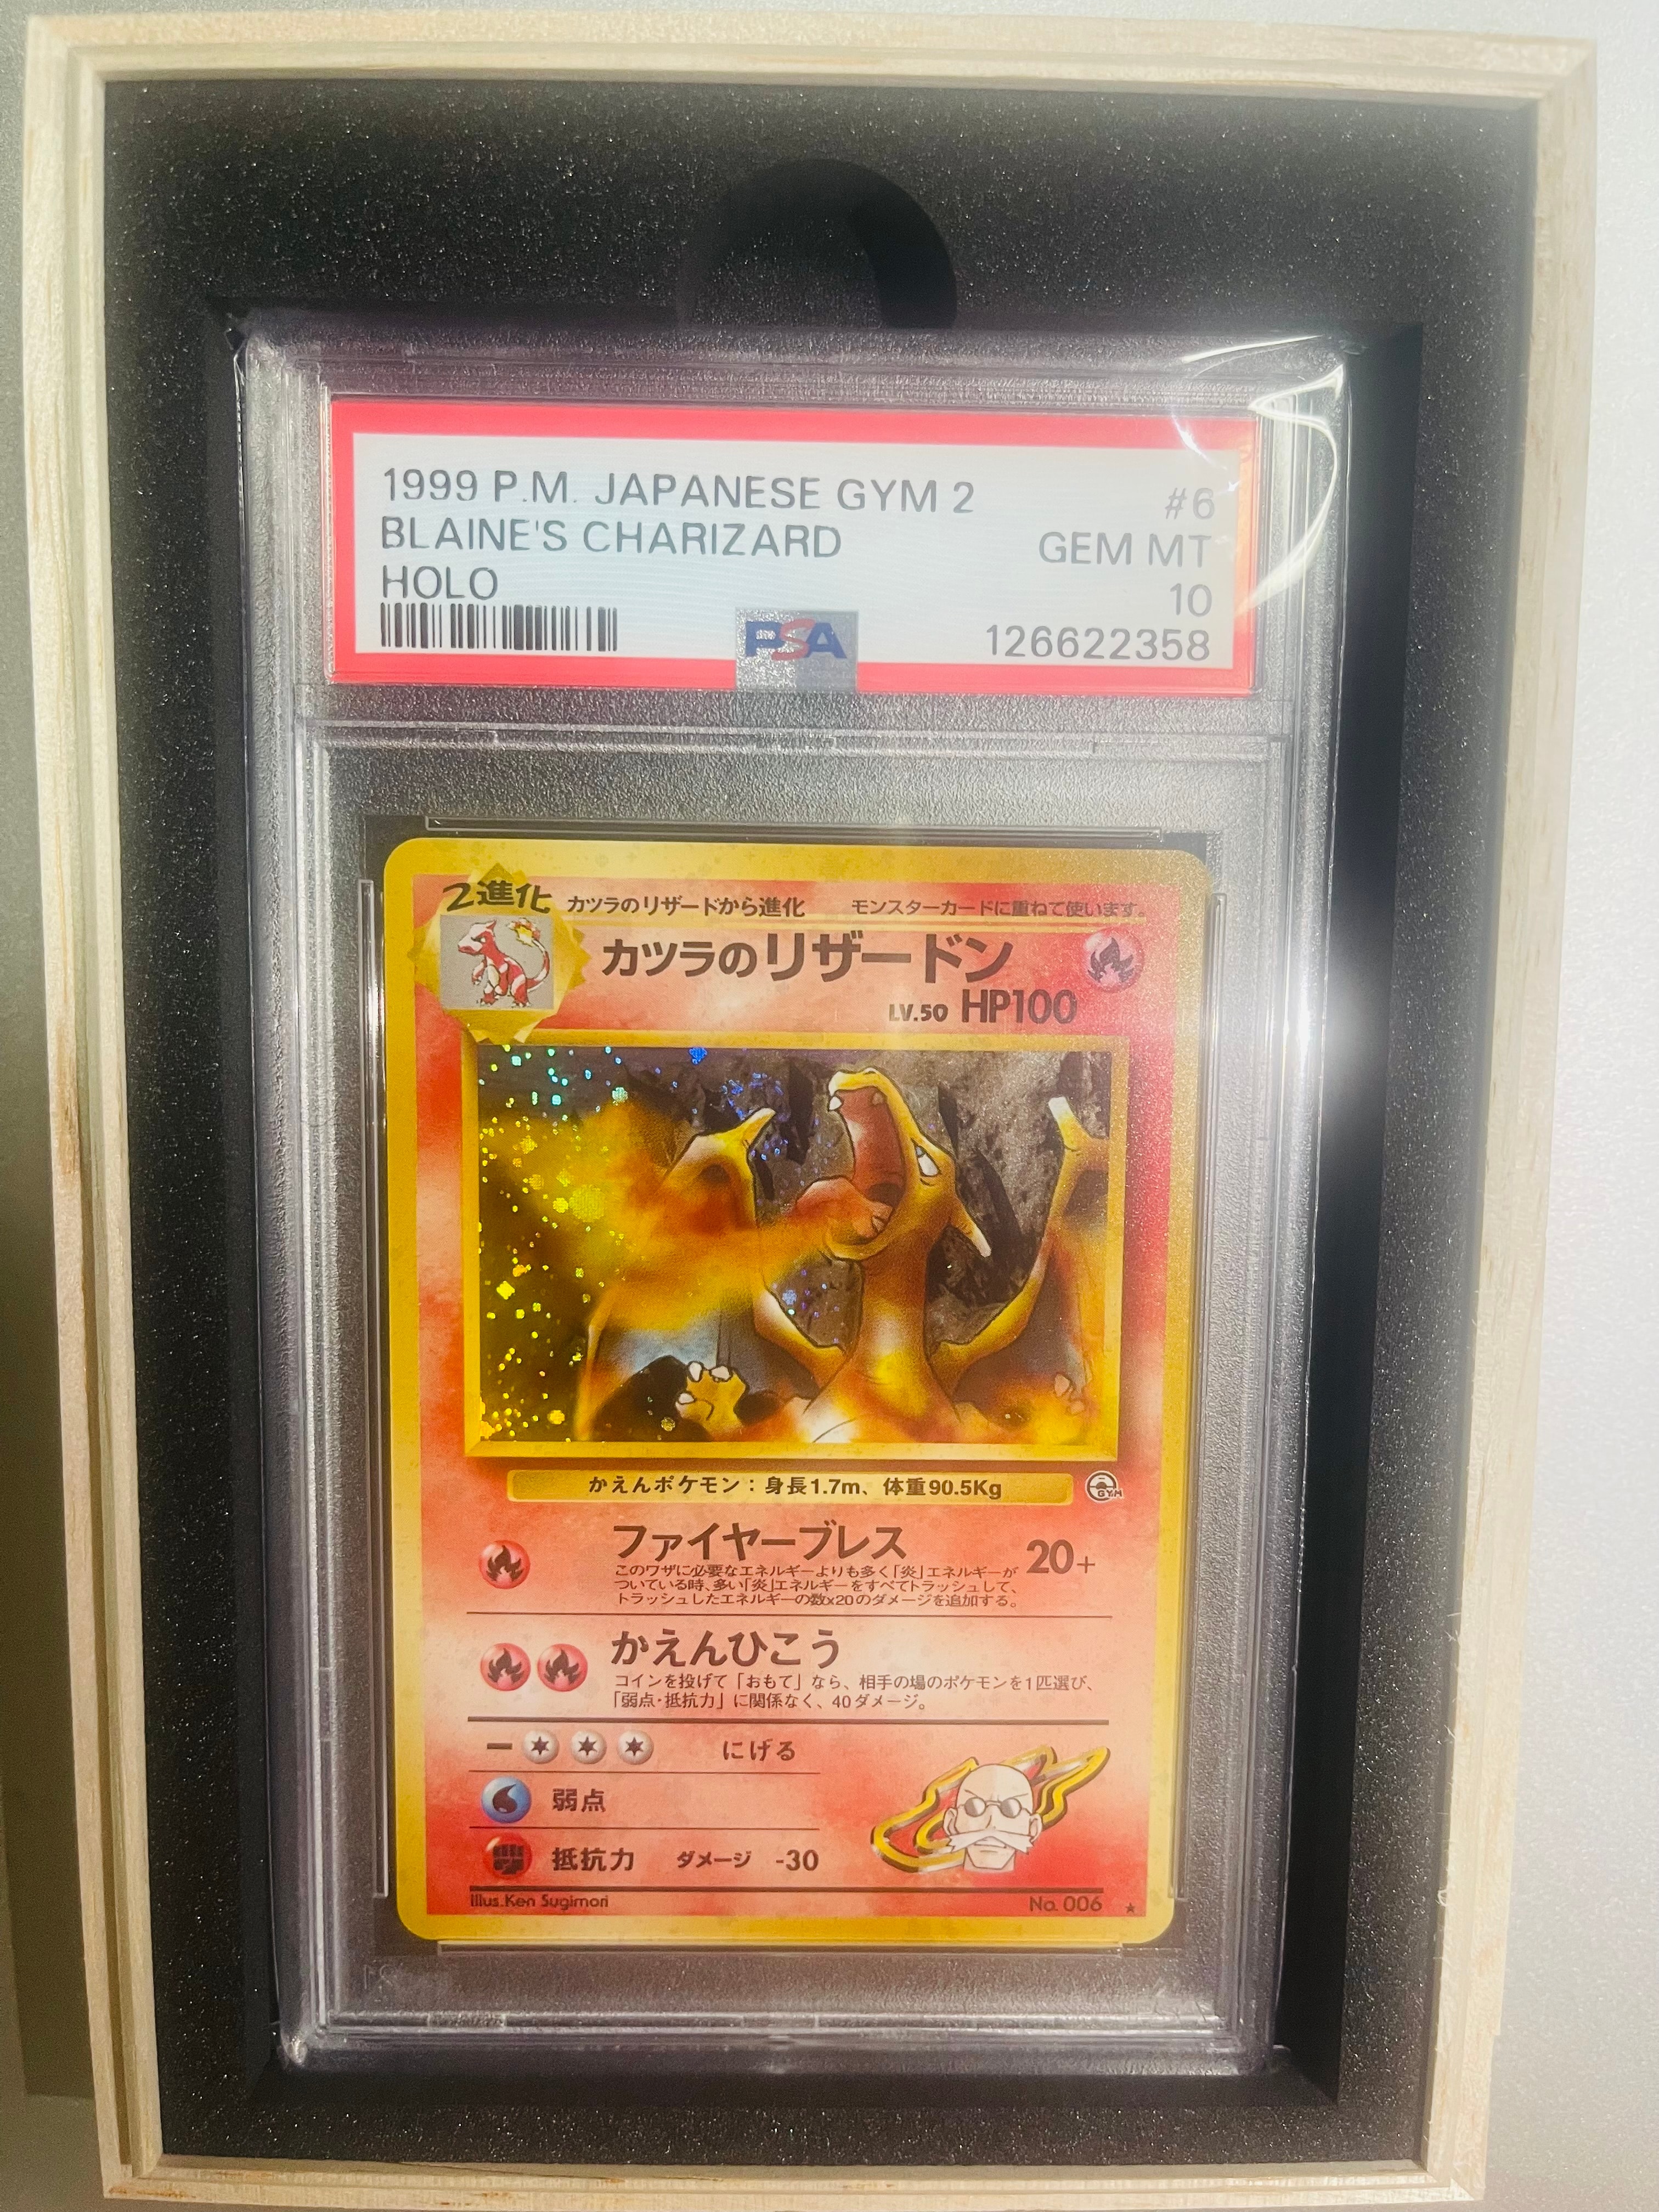 1999 P.M. JAPANESE GYM 2 #6
BLAINE'S CHARIZARD GEM MT
HOLO 10
PSA 126622358
2進化 カツラのリザードから進化 モンスターカードに重ねて使います。
カツラのリザードン
LV.50 HP100
かえんポケモン：身長1.7m、体重90.5Kg
GYM
ファイヤーブレス 20+
このワザに必要なエネルギーよりも多く「炎」エネルギーが
ついている時、多い「炎」エネルギーをすべてトラッシュして、
トラッシュしたエネルギーの数x20のダメージを追加する。
かえんひこう
コインを投げて「おもて」なら、相手の場のポケモンを1匹選び、
「弱点・抵抗力」に関係なく、40ダメージ。
ー にげる
弱点
抵抗力 ダメージ -30
Illus.Ken Sugimori No. 006 ★